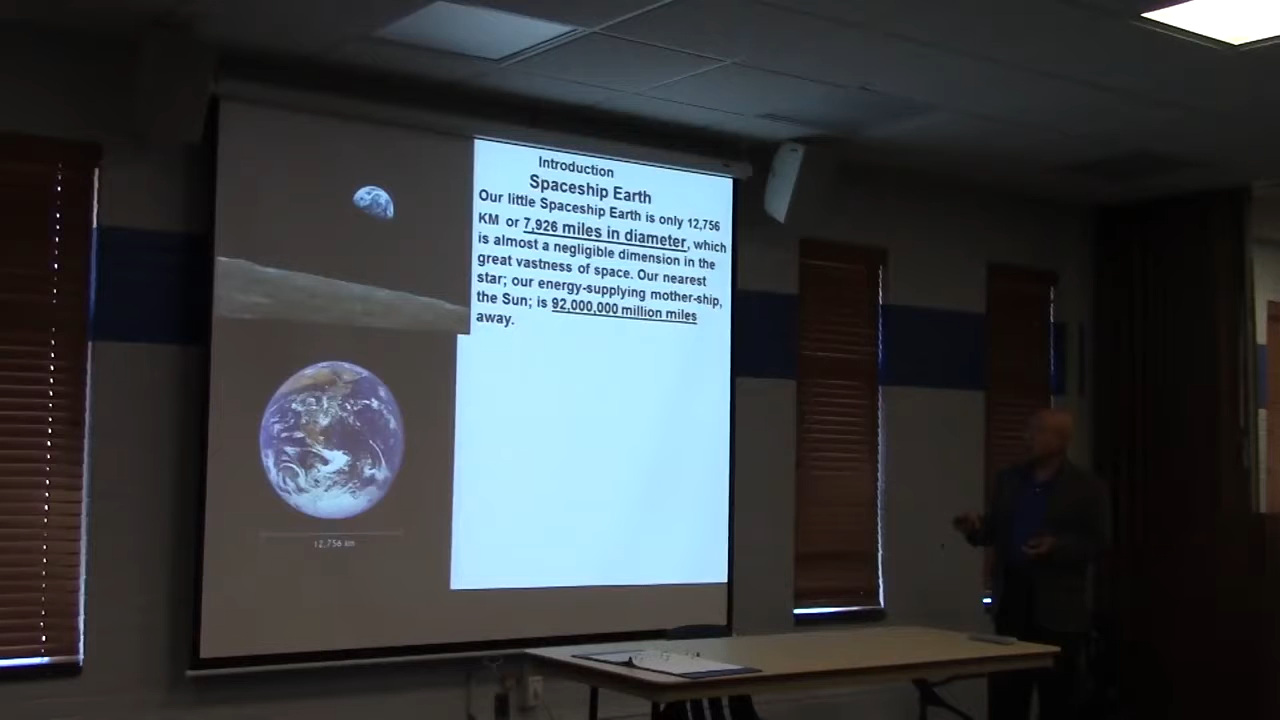 Introduction
Spaceship Earth
Our little Spaceship Earth is only 12,756
KM or 7,926 miles in diameter, which
is almost a negligible dimension in the
great vastness of space. Our nearest
star; our energy-supplying mother-ship,
the Sun; is 92,000,000 million miles
away.
12,756 km